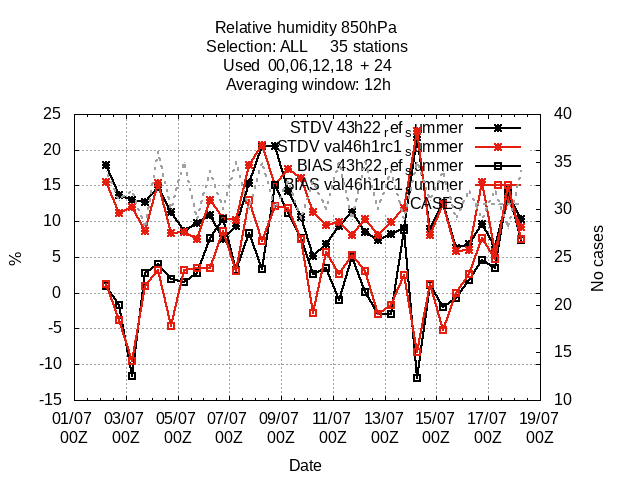 Relative humidity 850hPa
Selection: ALL 35 stations
Used 00,06,12,18 + 24
Averaging window: 12h
25 40
STDV 43h22_ref_summer
STDV val46h1rc1_summer
20 35
BIAS 43h22_ref_summer
BIAS val46h1rc1_summer
15
CASES
10 30
5 25
% No cases
0 20
-5
-10 15
-15 10
01/07 03/07 05/07 07/07 09/07 11/07 13/07 15/07 17/07 19/07
00Z 00Z 00Z 00Z 00Z 00Z 00Z 00Z 00Z 00Z
Date